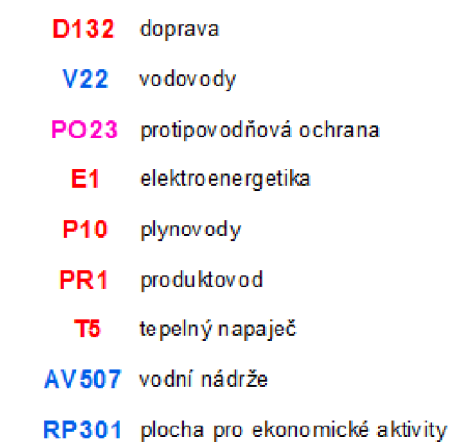 D132 doprava
V22 vodovody
PO23 protipovodňová ochrana
E1 elektroenergetika
P10 plynovody
PR1 produktovod
T5 tepelný napaječ
AV507 vodní nádrže
RP301 plocha pro ekonomické aktivity